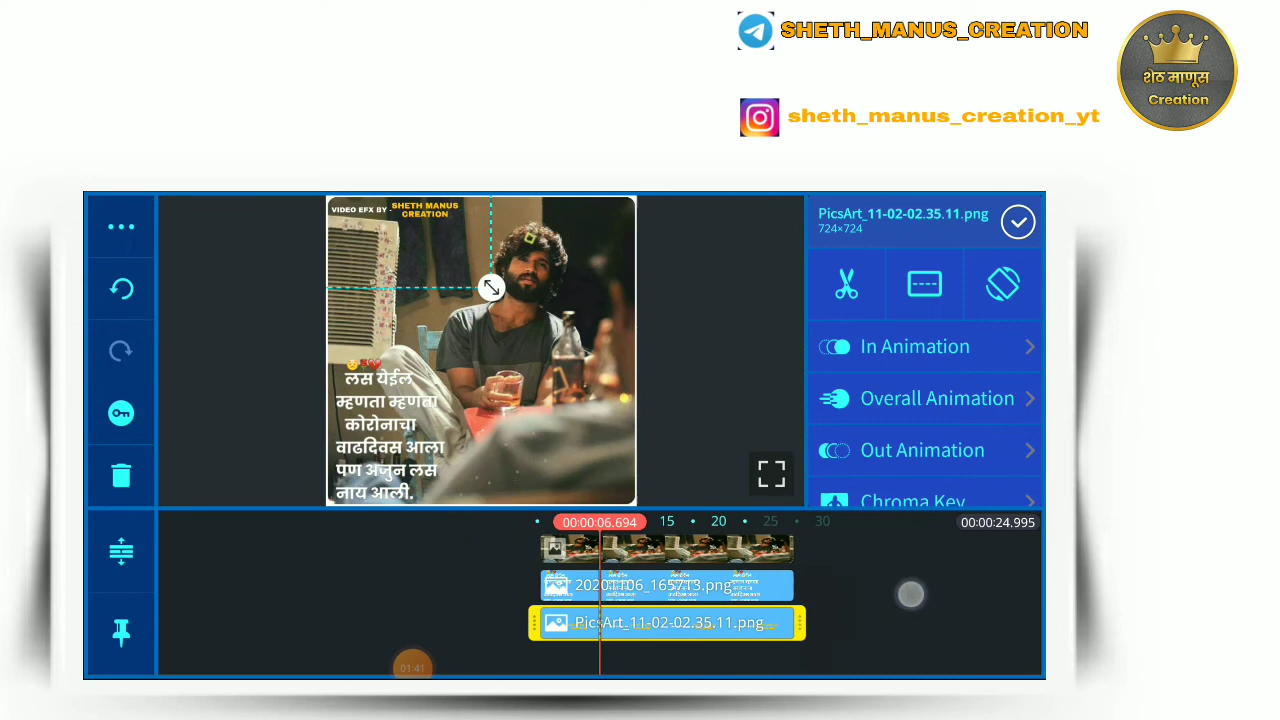 SHETH_MANUS_CREATION
sheth_manus_creation_yt
शेठ माणूस
Creation
VIDEO EFX BY - SHETH MANUS
CREATION
लस येईल
म्हणता म्हणता
कोरोनाचा
वाढदिवस आला
पण अजुन लस
नाय आली.
PicsArt_11-02-02.35.11.png
724×724
In Animation
Overall Animation
Out Animation
Chroma Key
00:00:06.694
15
20
25
30
00:00:24.995
PicsArt_11-02-02.35.11.png
01:41